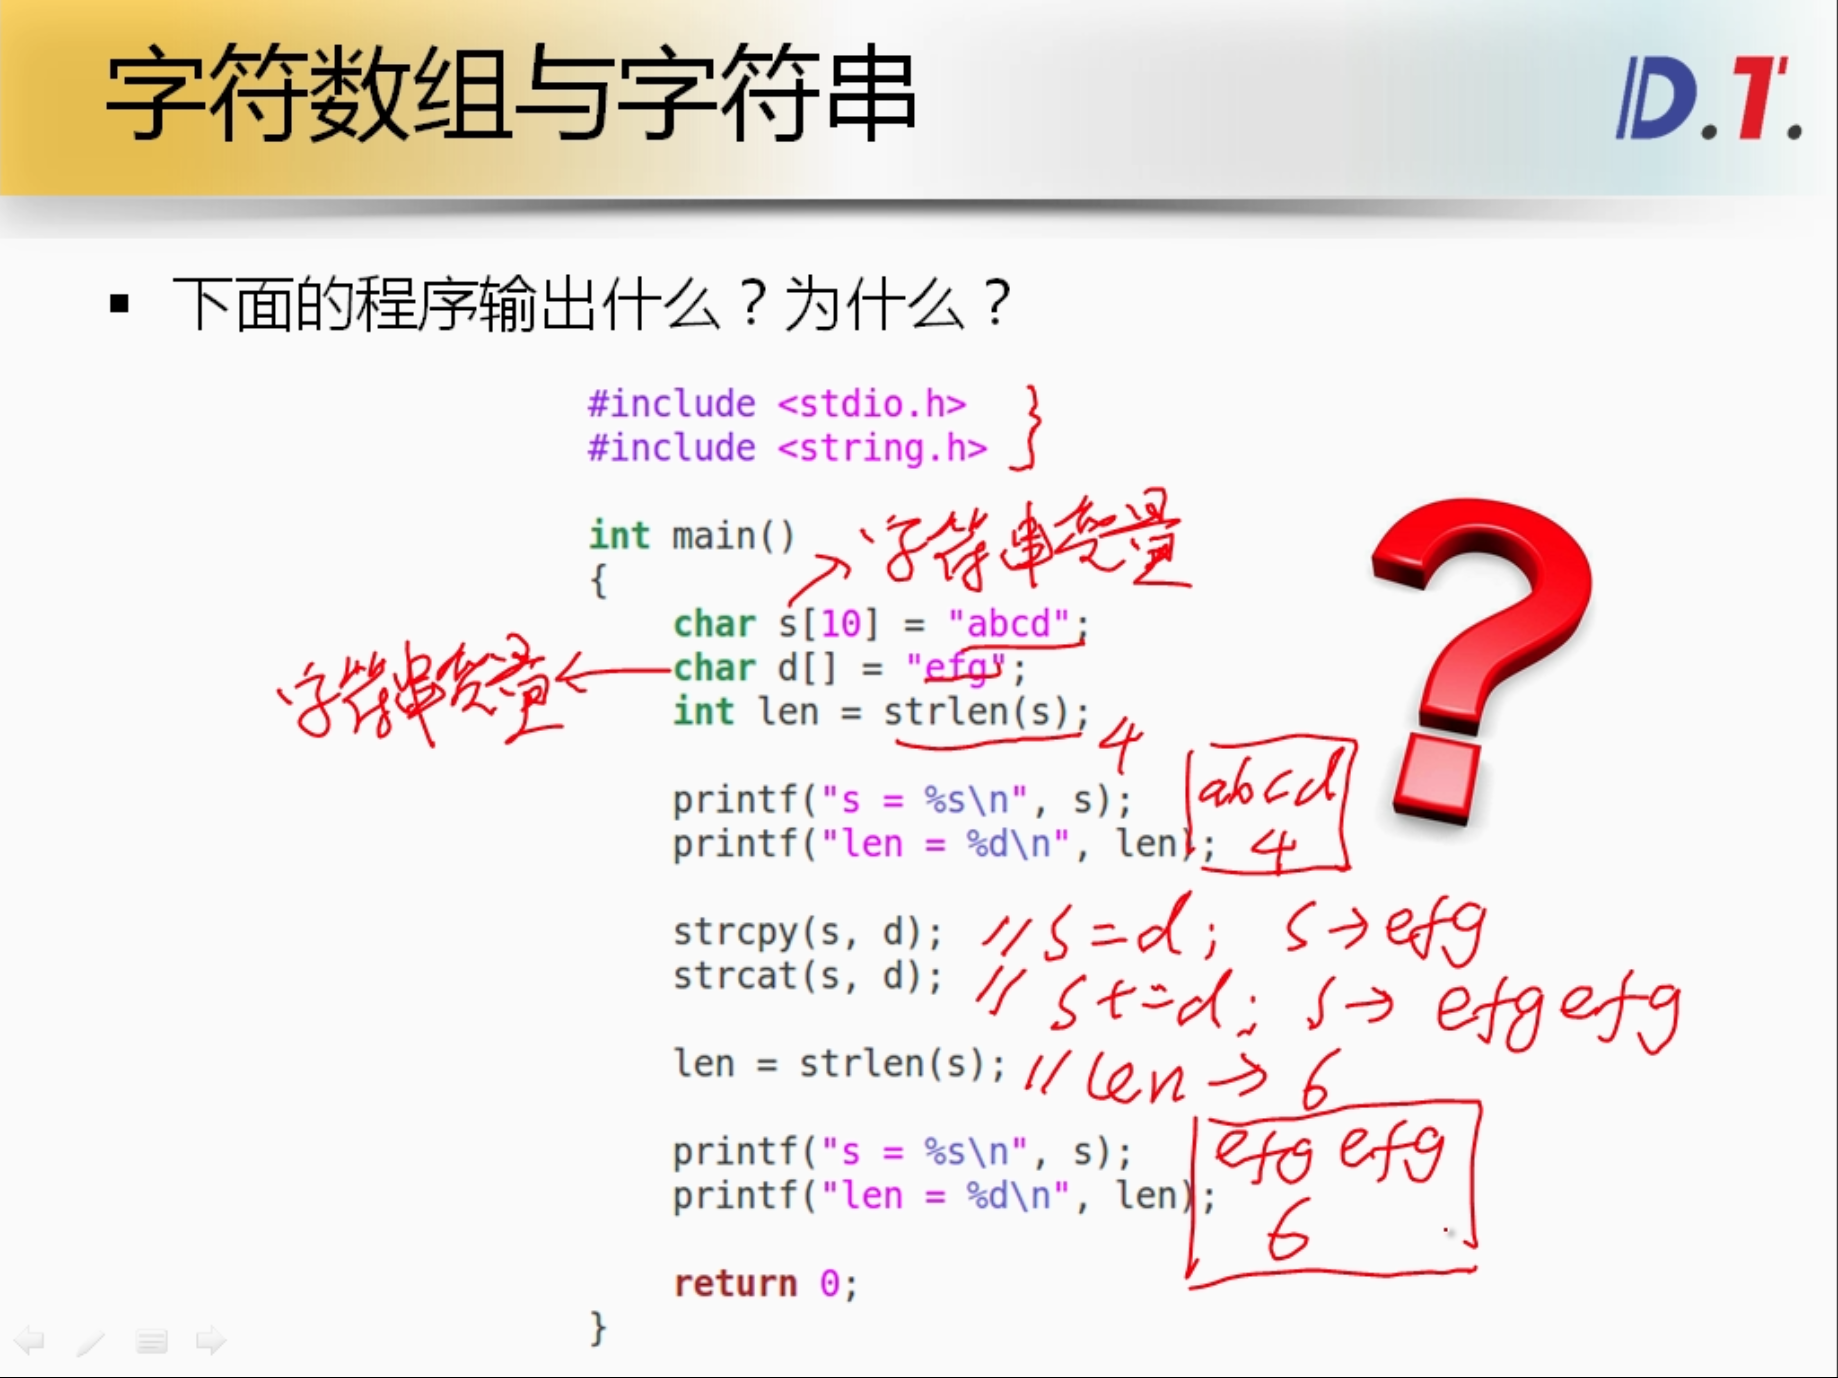 字符数组与字符串
D.T.
▪ 下面的程序输出什么？为什么？
#include <stdio.h> }
#include <string.h>
int main()
字符串变量
{
char s[10] = "abcd";
字符串变量
char d[] = "efg";
int len = strlen(s);
4
printf("s = %s\n", s);
abcd
printf("len = %d\n", len);
4
strcpy(s, d); // s=d; s→efg
strcat(s, d); // s+=d; s→ efgefg
len = strlen(s); // len → 6
printf("s = %s\n", s);
efg efg
printf("len = %d\n", len);
6
return 0;
}